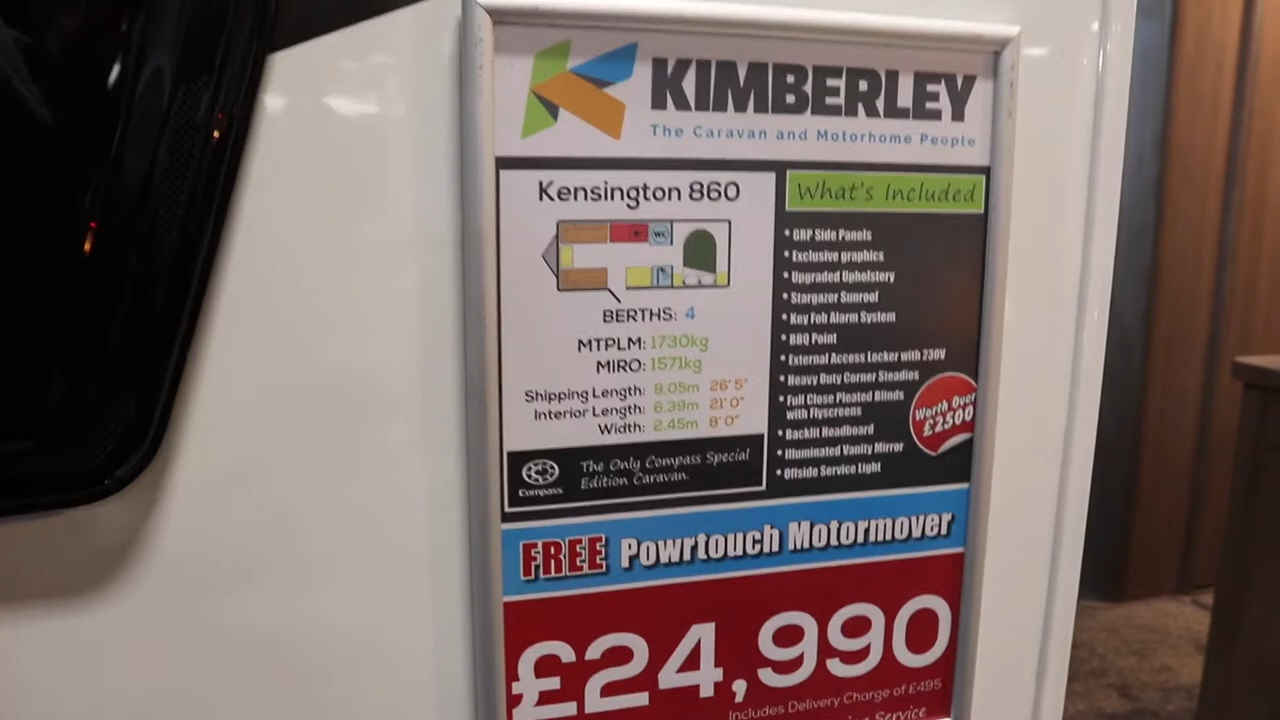 KIMBERLEY
The Caravan and Motorhome People
Kensington 860
WC
BERTHS: 4
MTPLM: 1730kg
MIRO: 1571kg
Shipping Length: 8.05m 26'5"
Interior Length: 6.39m 21'0"
Width: 2.45m 8'0"
Compass
The Only Compass Special
Edition Caravan.
What's Included
* GRP Side Panels
* Exclusive graphics
* Upgraded Upholstery
* Stargazer Sunroof
* Key Fob Alarm System
* BBQ Point
* External Access Locker with 230V
* Heavy Duty Corner Steadies
* Full Close Pleated Blinds
with Flyscreens
* Backlit Headboard
* Illuminated Vanity Mirror
* Offside Service Light
Worth Over
£2500
FREE Powrtouch Motormover
£24,990
Includes Delivery Charge of £495
Service